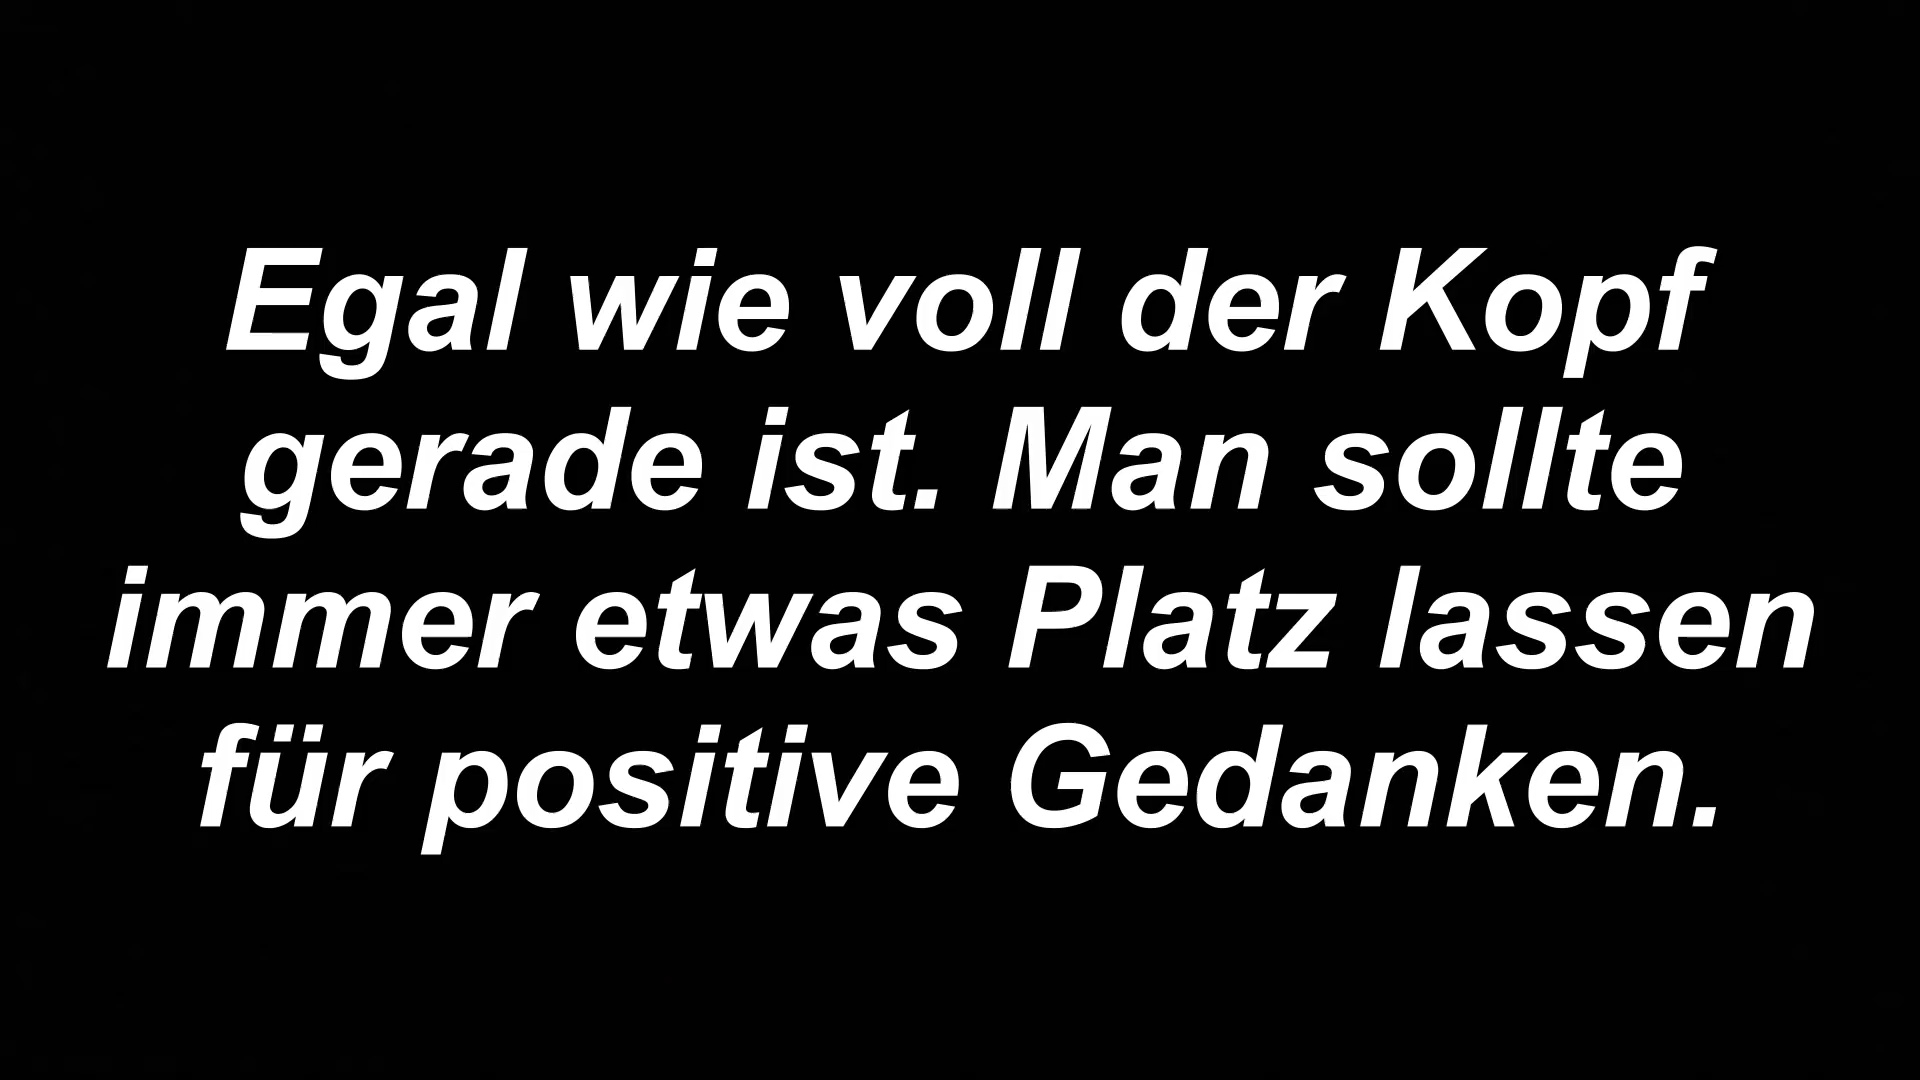 Egal wie voll der Kopf
gerade ist. Man sollte
immer etwas Platz lassen
für positive Gedanken.